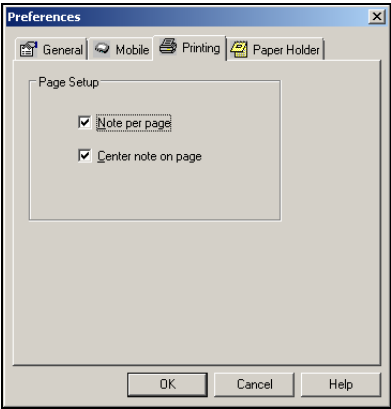 Preferences
General Mobile Printing Paper Holder
Page Setup
Note per page
Center note on page
OK Cancel Help